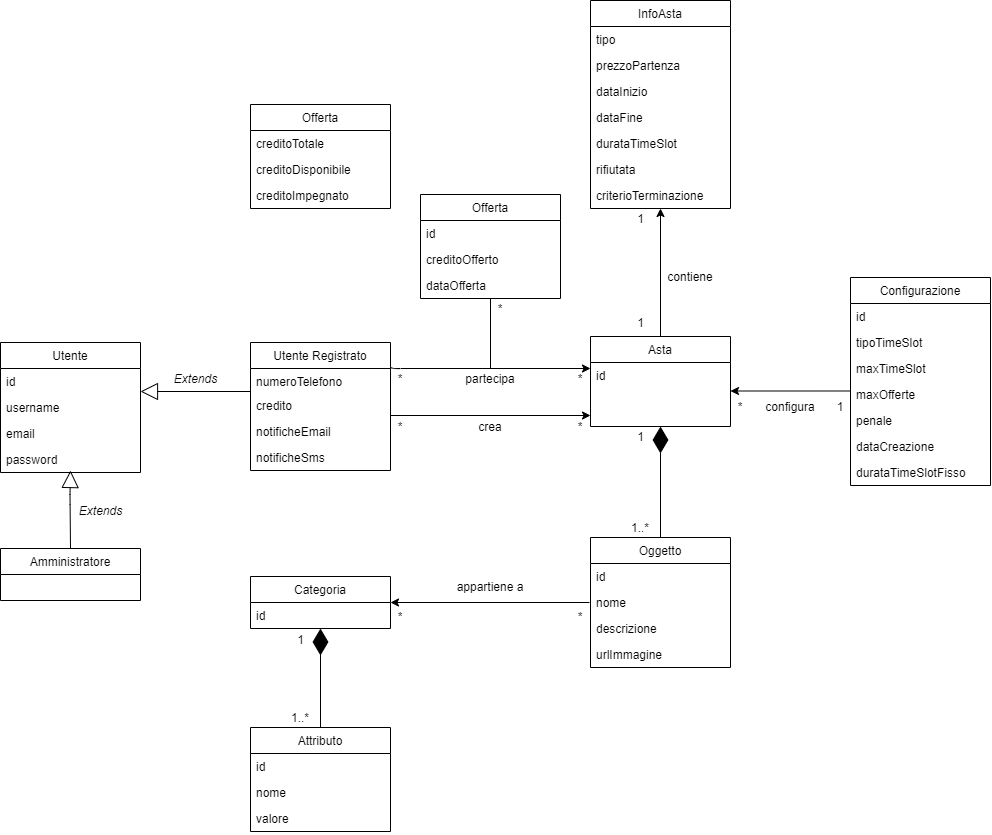 InfoAsta
tipo
prezzoPartenza
dataInizio
dataFine
durataTimeSlot
rifiutata
criterioTerminazione
Offerta
creditoTotale
creditoDisponibile
creditoImpegnato
Offerta
id
creditoOfferto
dataOfferta
*
1
contiene
1
Configurazione
id
tipoTimeSlot
maxTimeSlot
maxOfferte
penale
dataCreazione
durataTimeSlotFisso
Utente
id
username
email
password
Extends
Utente Registrato
numeroTelefono
credito
notificheEmail
notificheSms
* partecipa *
* crea *
Asta
id
* configura 1
1
1..*
Extends
Amministratore
Categoria
id
appartiene a
* *
Oggetto
id
nome
descrizione
urlImmagine
1
1..*
Attributo
id
nome
valore